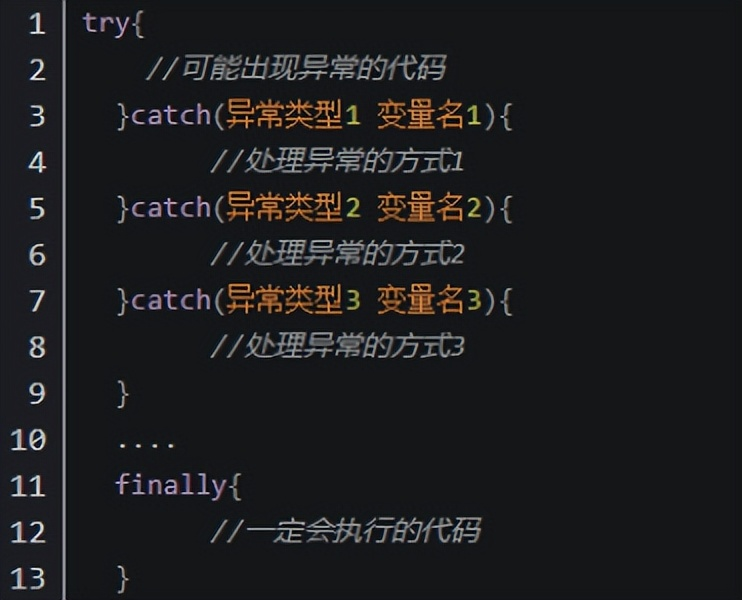 1 try{
2 //可能出现异常的代码
3 }catch(异常类型1 变量名1){
4 //处理异常的方式1
5 }catch(异常类型2 变量名2){
6 //处理异常的方式2
7 }catch(异常类型3 变量名3){
8 //处理异常的方式3
9 }
10 ....
11 finally{
12 //一定会执行的代码
13 }